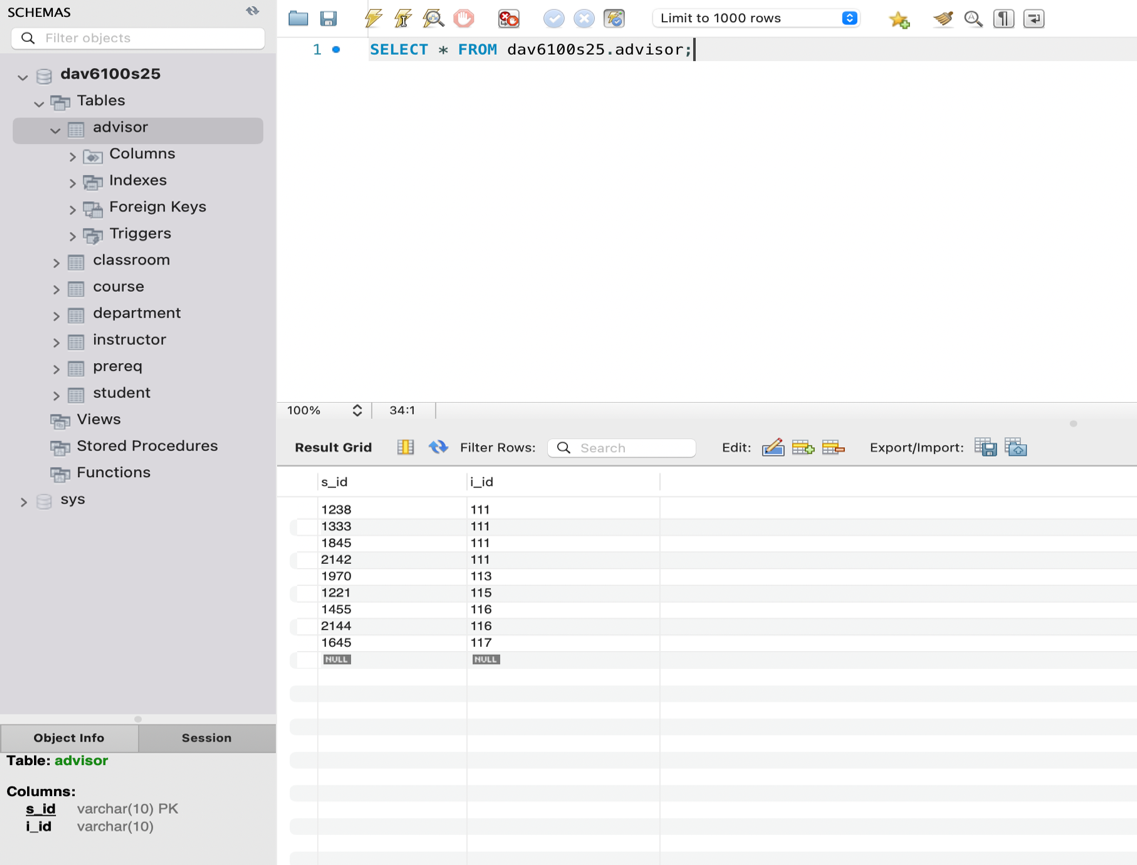 SCHEMAS
Filter objects
dav6100s25
Tables
advisor
Columns
Indexes
Foreign Keys
Triggers
classroom
course
department
instructor
prereq
student
Views
Stored Procedures
Functions
sys
Object Info Session
Table: advisor
Columns:
s_id varchar(10) PK
i_id varchar(10)
Limit to 1000 rows
1 SELECT * FROM dav6100s25.advisor;
100% 34:1
Result Grid Filter Rows: Search Edit: Export/Import:
s_id i_id
1238 111
1333 111
1845 111
2142 111
1970 113
1221 115
1455 116
2144 116
1645 117
NULL NULL